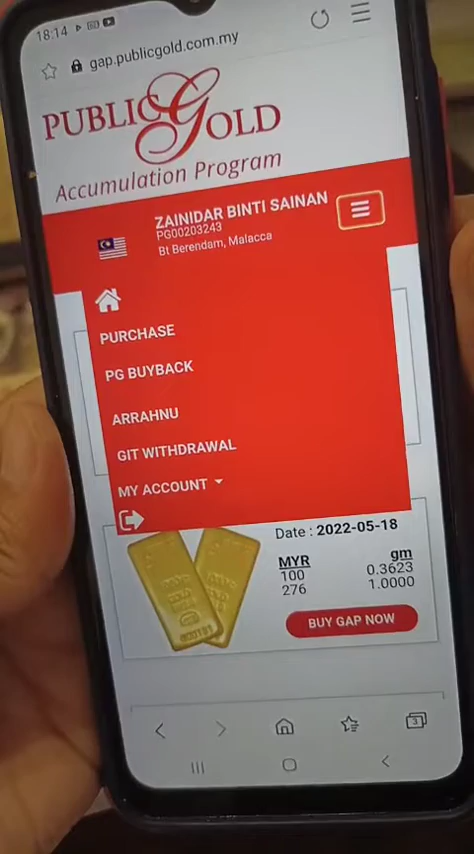 18:14
gap.publicgold.com.my
PUBLIC GOLD
Accumulation Program
ZAINIDAR BINTI SAINAN
PG00203243
Bt Berendam, Malacca
PURCHASE
PG BUYBACK
ARRAHNU
GIT WITHDRAWAL
MY ACCOUNT
Date : 2022-05-18
MYR gm
100 0.3623
276 1.0000
BUY GAP NOW
3